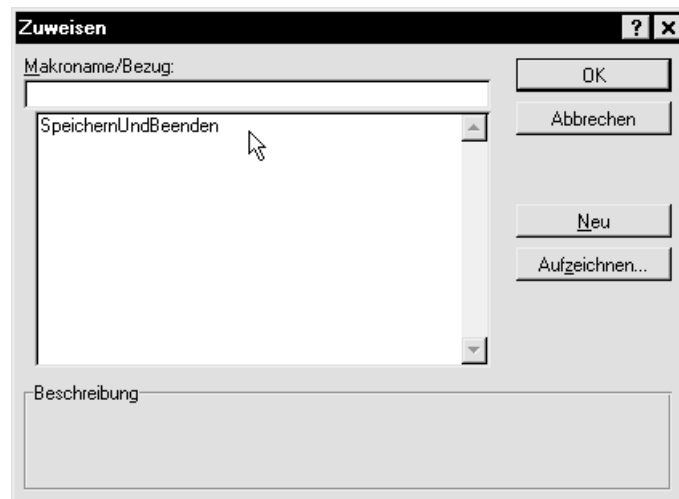 Zuweisen
Makroname/Bezug:
OK
SpeichernUndBeenden
Abbrechen
Neu
Aufzeichnen...
Beschreibung